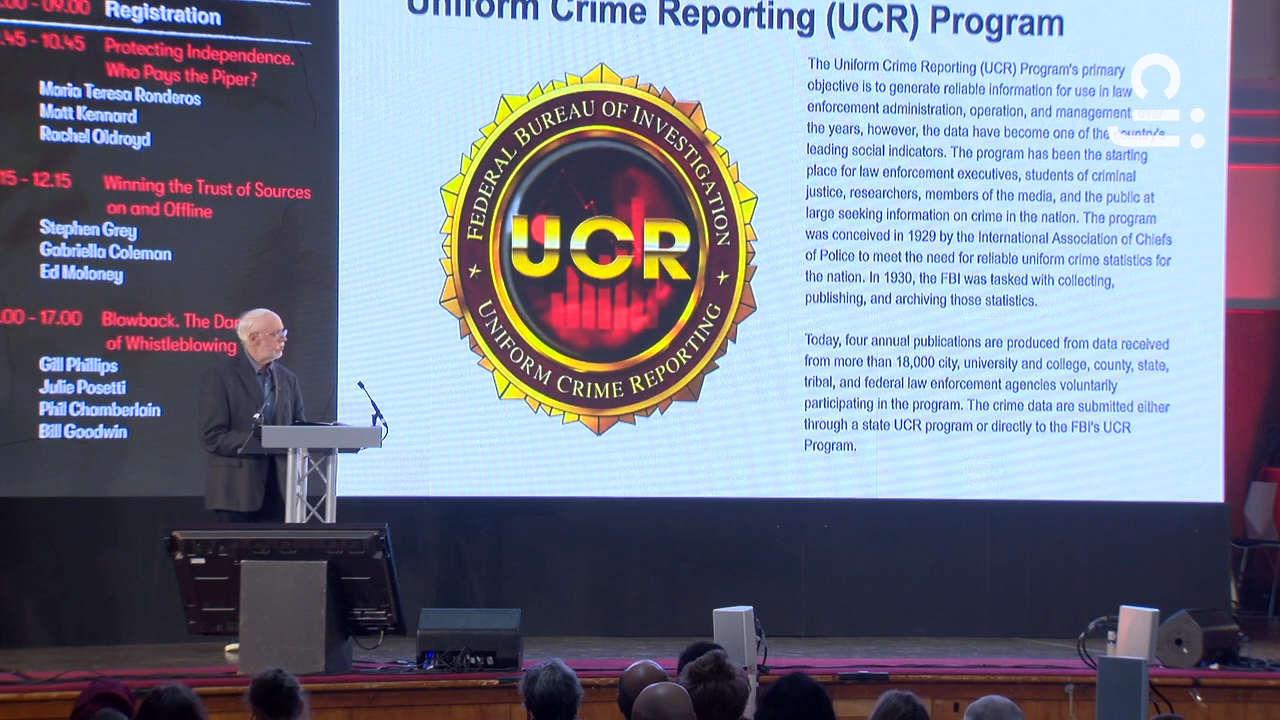 .00 - 09.00 Registration
.45 - 10.45 Protecting Independence.
Who Pays the Piper?
Maria Teresa Ronderos
Matt Kennard
Rachel Oldroyd
15 - 12.15 Winning the Trust of Sources
on and Offline
Stephen Grey
Gabriella Coleman
Ed Moloney
.00 - 17.00 Blowback. The Dan
of Whistleblowing
Gill Phillips
Julie Posetti
Phil Chamberlain
Bill Goodwin
Uniform Crime Reporting (UCR) Program
FEDERAL BUREAU OF INVESTIGATION
UCR
UNIFORM CRIME REPORTING
The Uniform Crime Reporting (UCR) Program's primary
objective is to generate reliable information for use in law
enforcement administration, operation, and management.
the years, however, the data have become one of the country's
leading social indicators. The program has been the starting
place for law enforcement executives, students of criminal
justice, researchers, members of the media, and the public at
large seeking information on crime in the nation. The program
was conceived in 1929 by the International Association of Chiefs
of Police to meet the need for reliable uniform crime statistics for
the nation. In 1930, the FBI was tasked with collecting,
publishing, and archiving those statistics.
Today, four annual publications are produced from data received
from more than 18,000 city, university and college, county, state,
tribal, and federal law enforcement agencies voluntarily
participating in the program. The crime data are submitted either
through a state UCR program or directly to the FBI's UCR
Program.